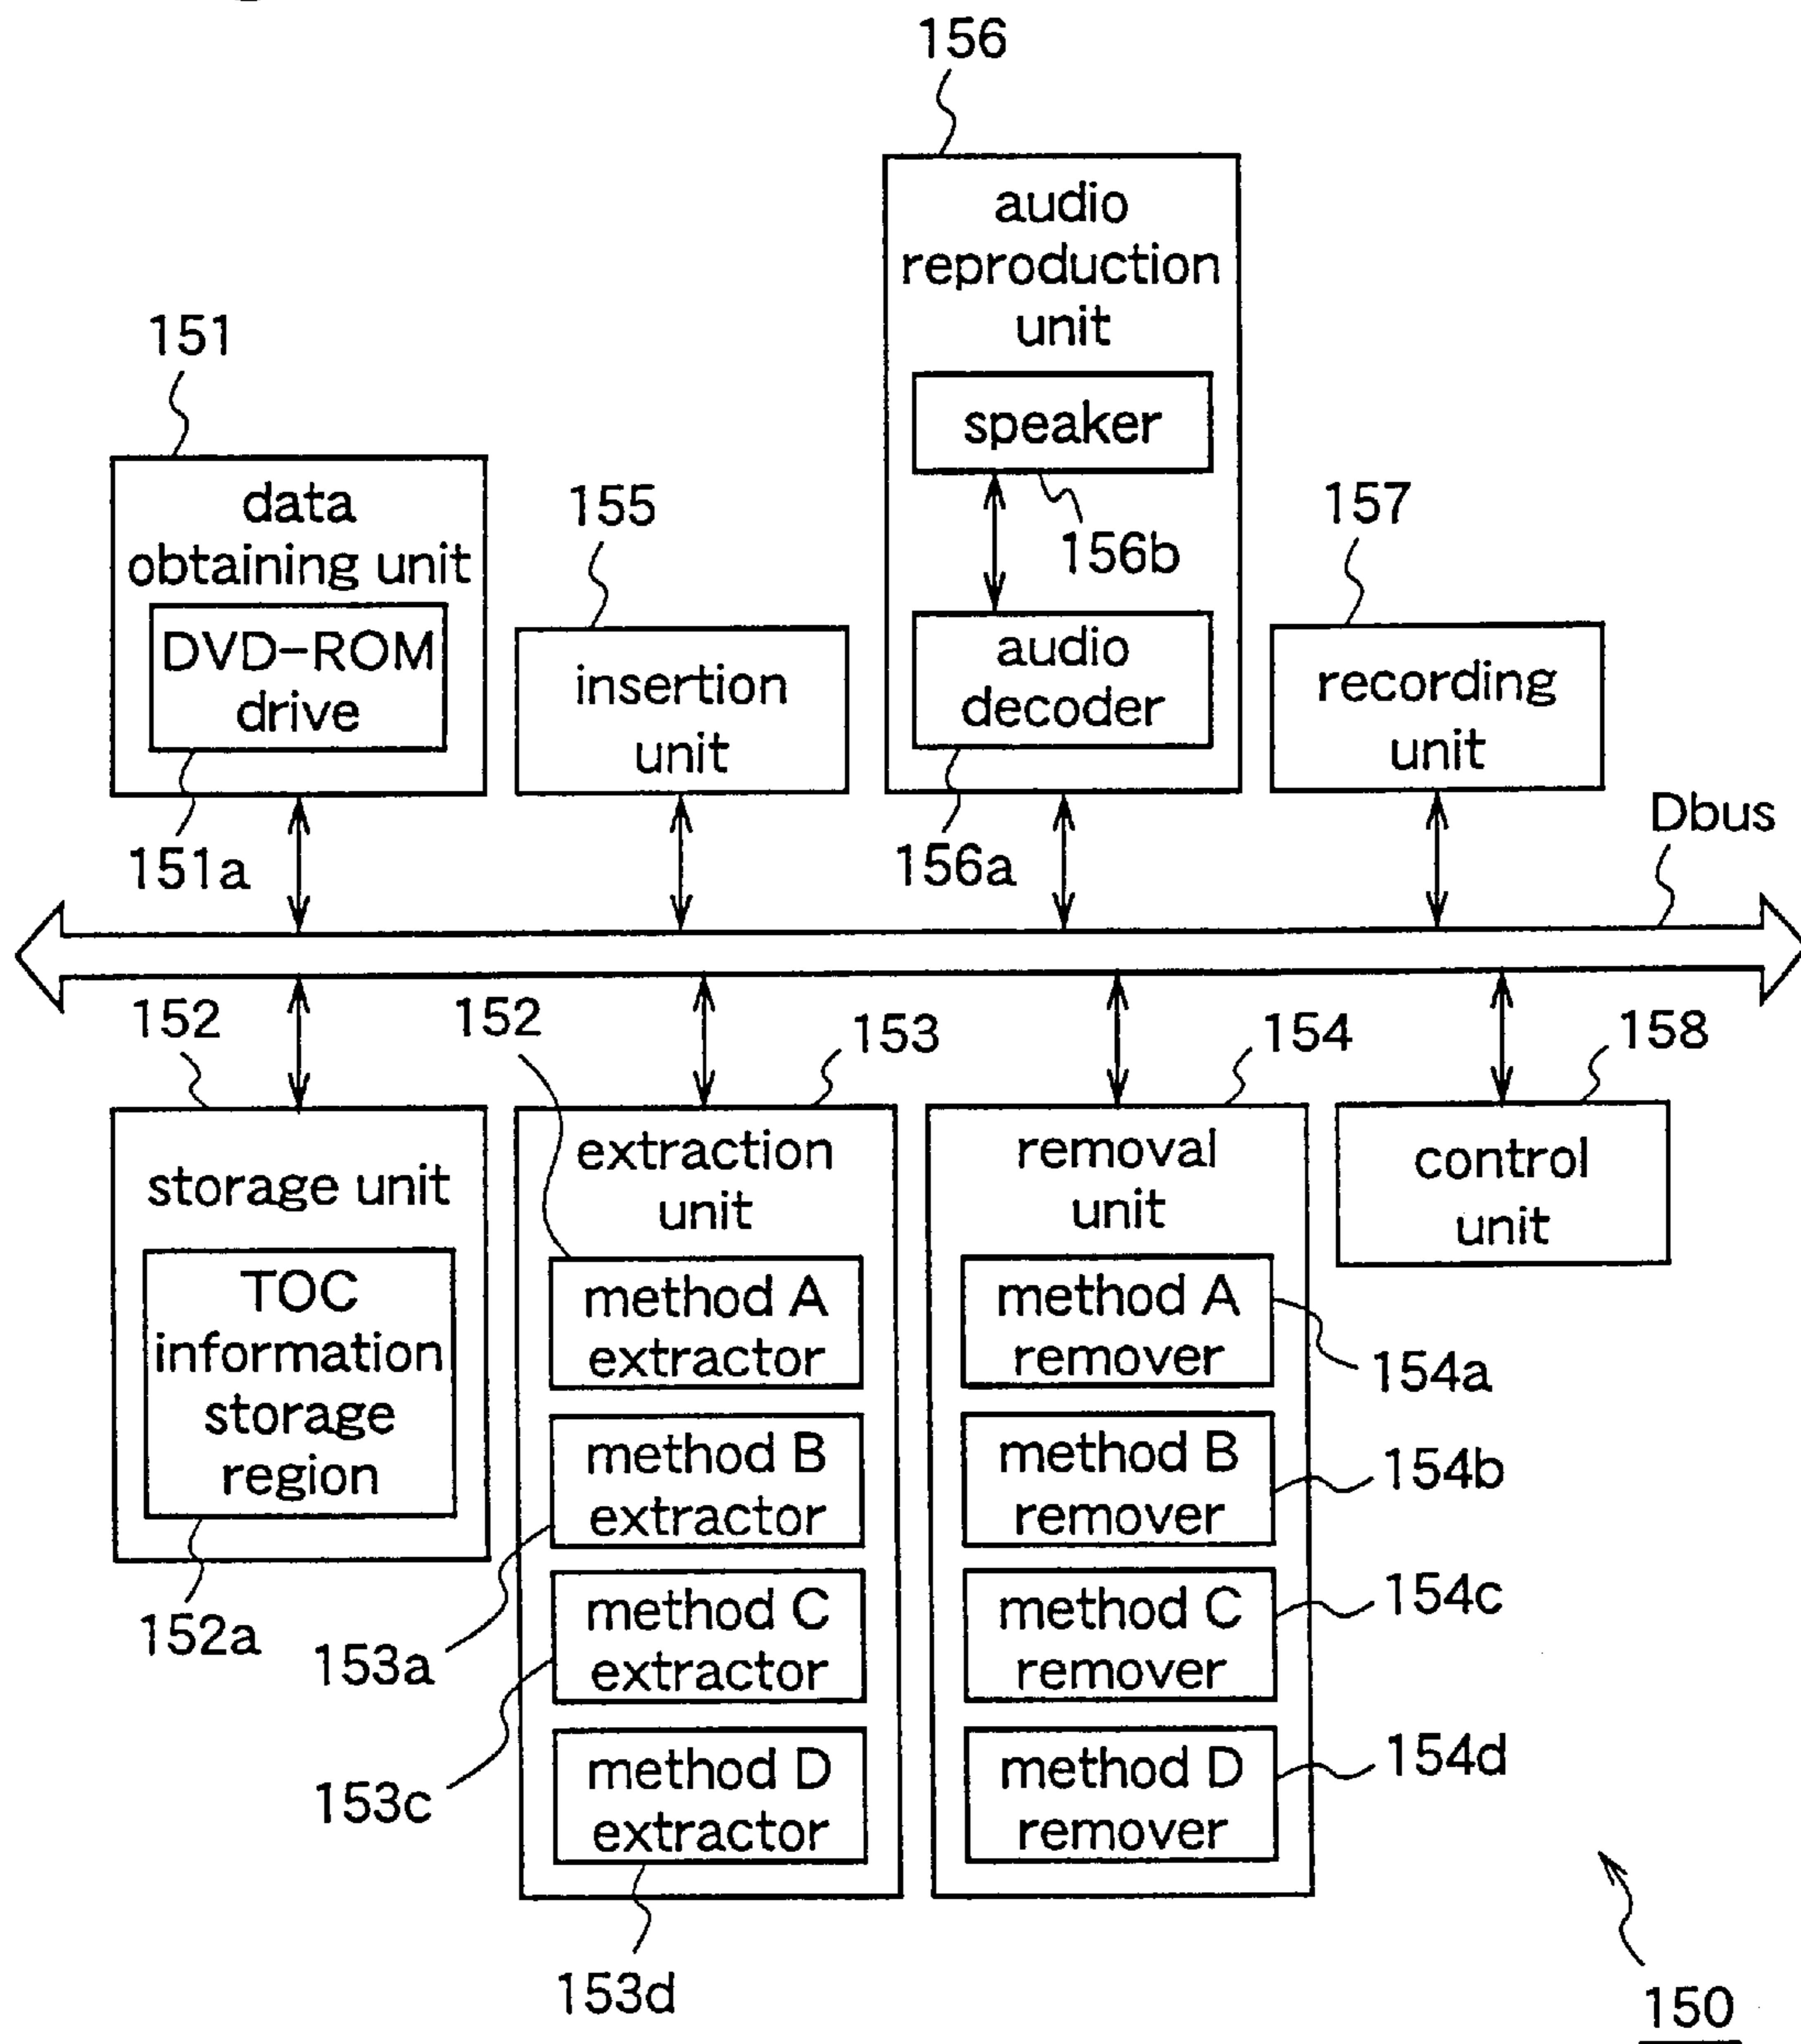 156
audio
reproduction
unit
speaker
156b
audio
decoder
156a
151
data
obtaining unit
DVD-ROM
drive
151a
155
insertion
unit
157
recording
unit
Dbus
152
storage unit
TOC
information
storage
region
152a
152
153
extraction
unit
method A
extractor
method B
extractor
153a
method C
extractor
153c
method D
extractor
153d
154
removal
unit
method A
remover
154a
method B
remover
154b
method C
remover
154c
method D
remover
154d
158
control
unit
150